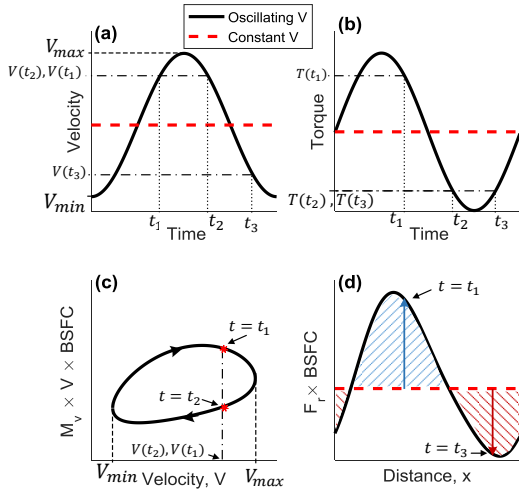 Oscillating V
Constant V
(a)
V_max
V(t_2),V(t_1)
Velocity
V(t_3)
V_min
t_1
t_2
t_3
Time
(b)
T(t_1)
Torque
T(t_2),T(t_3)
t_1
t_2
t_3
Time
(c)
M_v × V × BSFC
t = t_1
t = t_2
V(t_2),V(t_1)
V_min
Velocity, V
V_max
(d)
F_r × BSFC
t = t_1
t = t_3
Distance, x